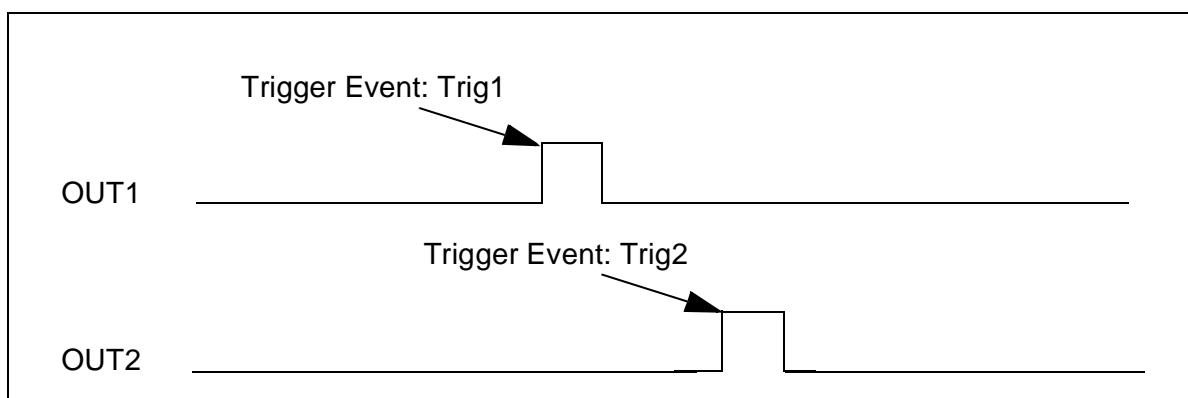 Trigger Event: Trig1
OUT1
Trigger Event: Trig2
OUT2